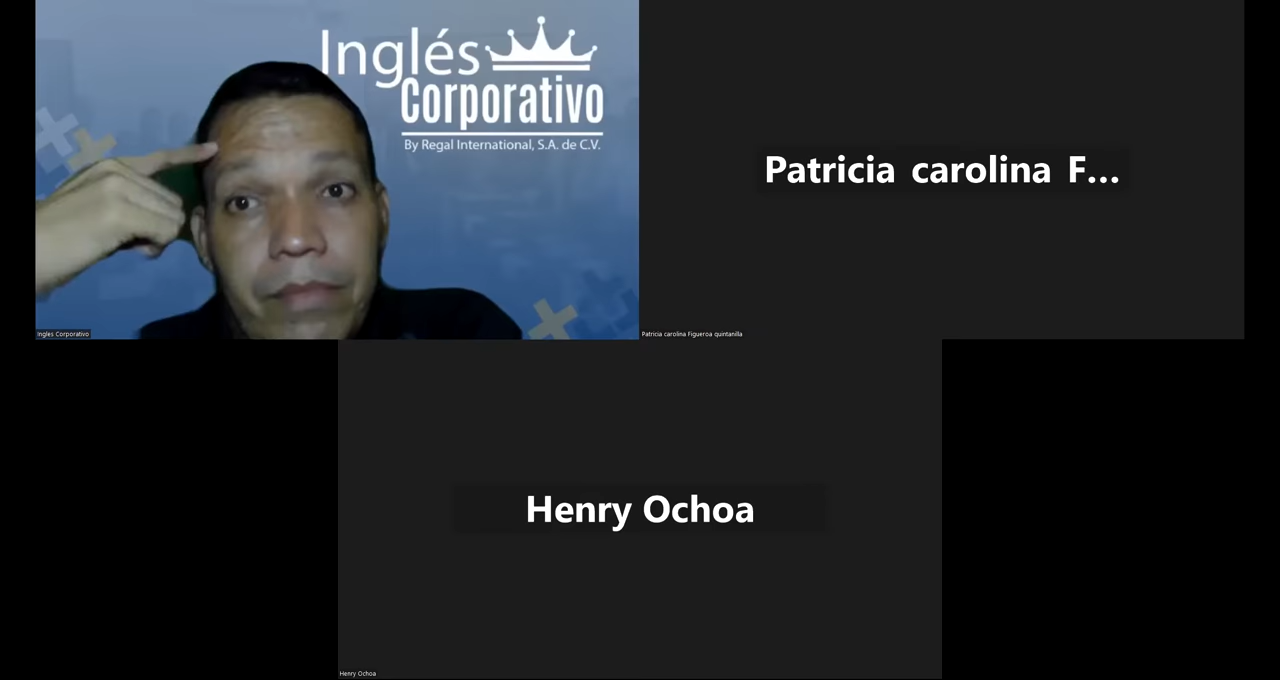 Inglés
Corporativo
By Regal International, S.A. de C.V.
Ingles Corporativo
Patricia carolina F...
Patricia carolina Figueroa quintanilla
Henry Ochoa
Henry Ochoa